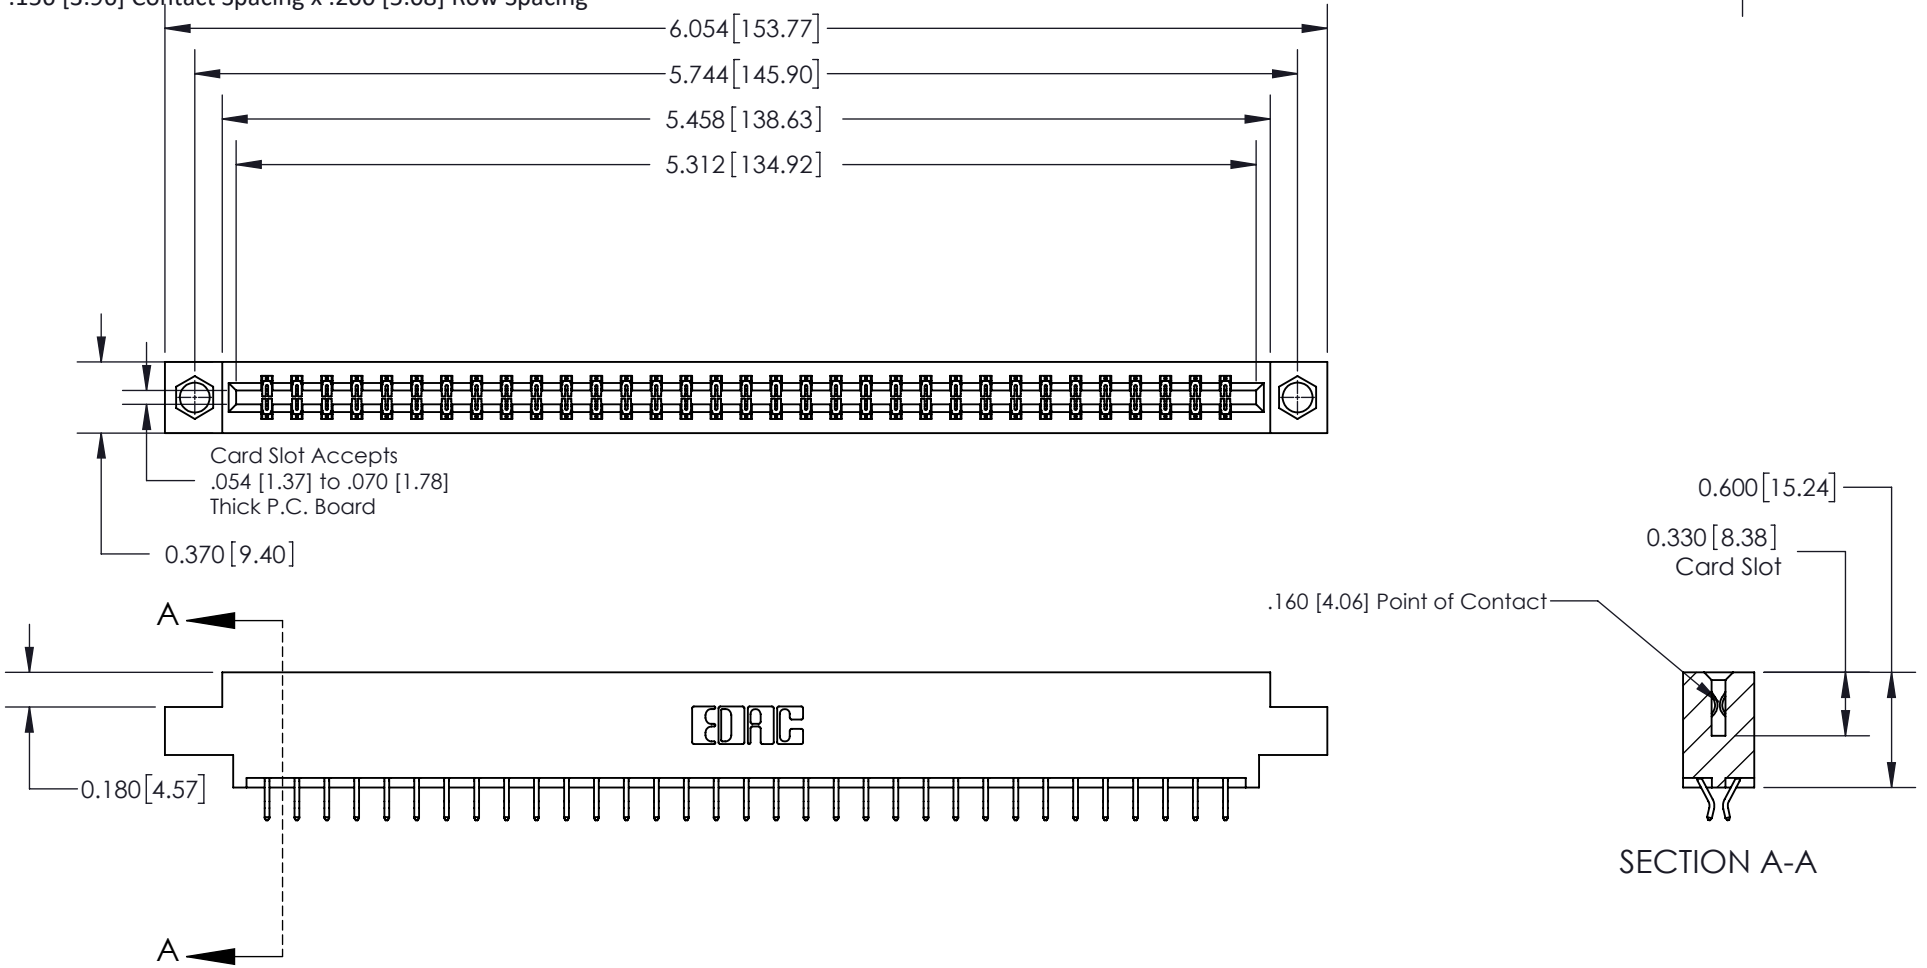 .156 [3.96] Contact Spacing x .200 [5.08] Row Spacing
6.054[153.77]
5.744[145.90]
5.458[138.63]
5.312[134.92]
Card Slot Accepts
.054 [1.37] to .070 [1.78]
Thick P.C. Board
0.370[9.40]
0.600[15.24]
0.330[8.38]
Card Slot
.160 [4.06] Point of Contact
A
0.180[4.57]
EDAC
SECTION A-A
A